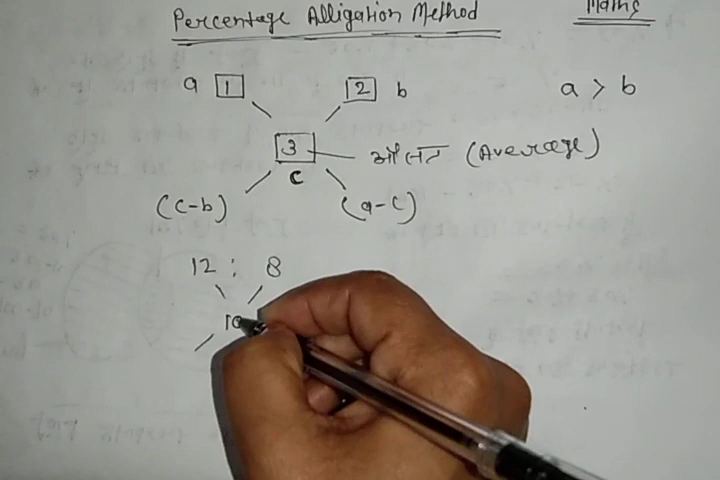 Percentage Alligation Method Maths
a 1 2 b a > b
3 औसत (Average)
c
(c-b) (a-c)
12 : 8
10